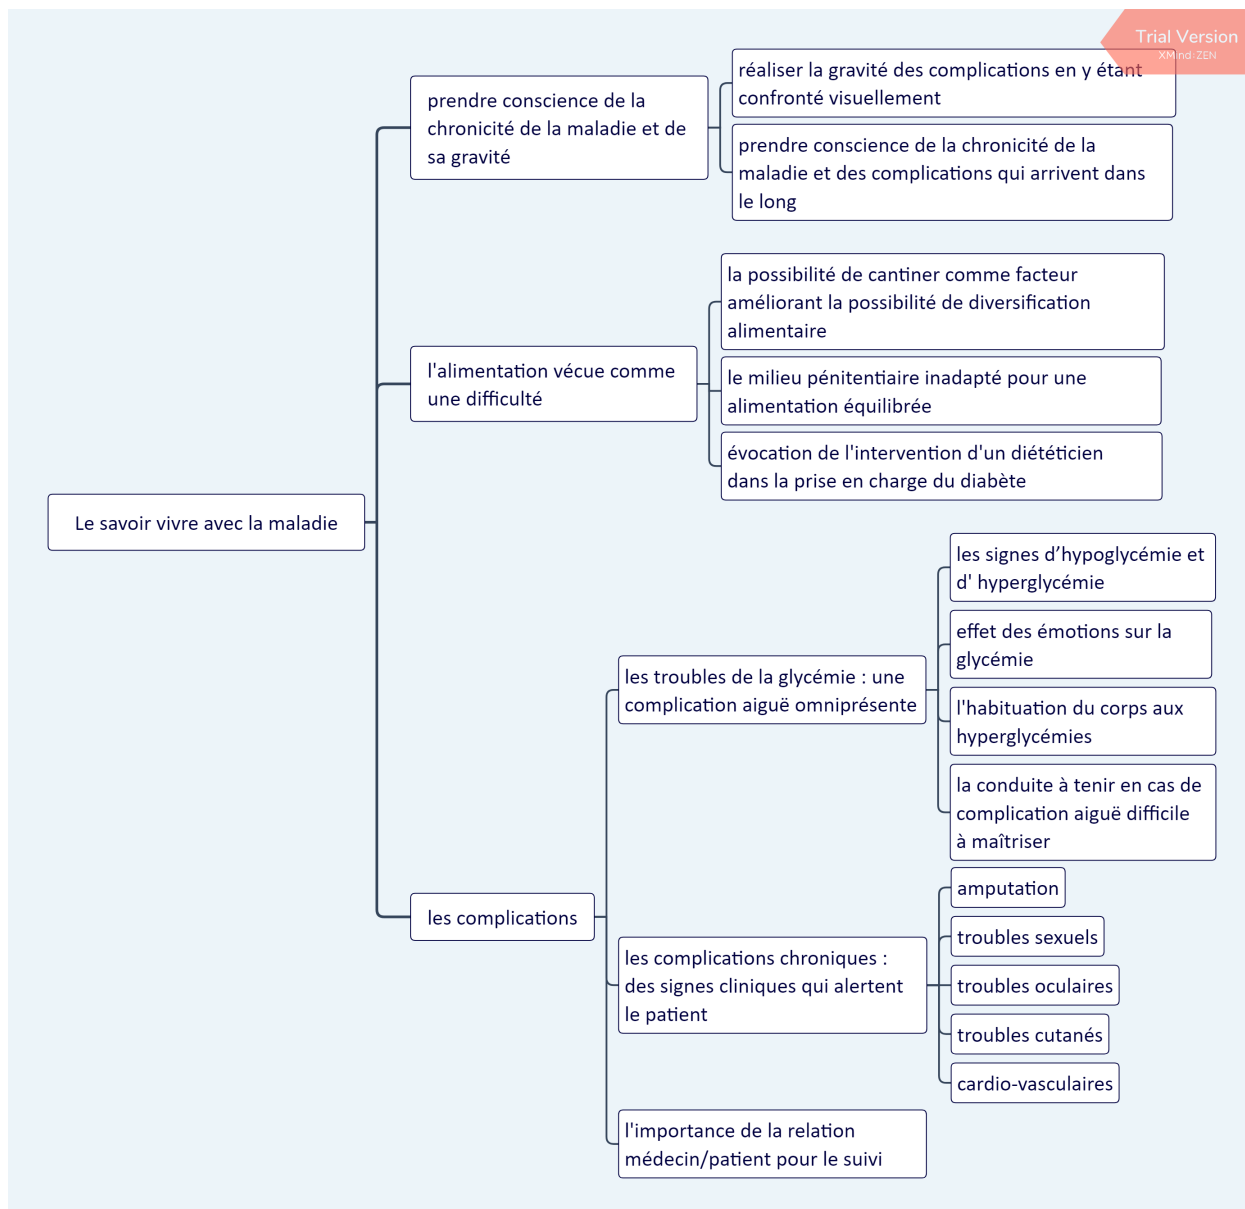 Trial Version
XMind:ZEN
réaliser la gravité des complications en y étant
confronté visuellement
prendre conscience de la
chronicité de la maladie et de
sa gravité
prendre conscience de la chronicité de la
maladie et des complications qui arrivent dans
le long
la possibilité de cantiner comme facteur
améliorant la possibilité de diversification
alimentaire
l'alimentation vécue comme
une difficulté
le milieu pénitentiaire inadapté pour une
alimentation équilibrée
évocation de l'intervention d'un diététicien
dans la prise en charge du diabète
Le savoir vivre avec la maladie
les signes d’hypoglycémie et
d' hyperglycémie
effet des émotions sur la
glycémie
les troubles de la glycémie : une
complication aiguë omniprésente
l'habituation du corps aux
hyperglycémies
la conduite à tenir en cas de
complication aiguë difficile
à maîtriser
les complications
amputation
troubles sexuels
les complications chroniques :
des signes cliniques qui alertent
le patient
troubles oculaires
troubles cutanés
cardio-vasculaires
l'importance de la relation
médecin/patient pour le suivi